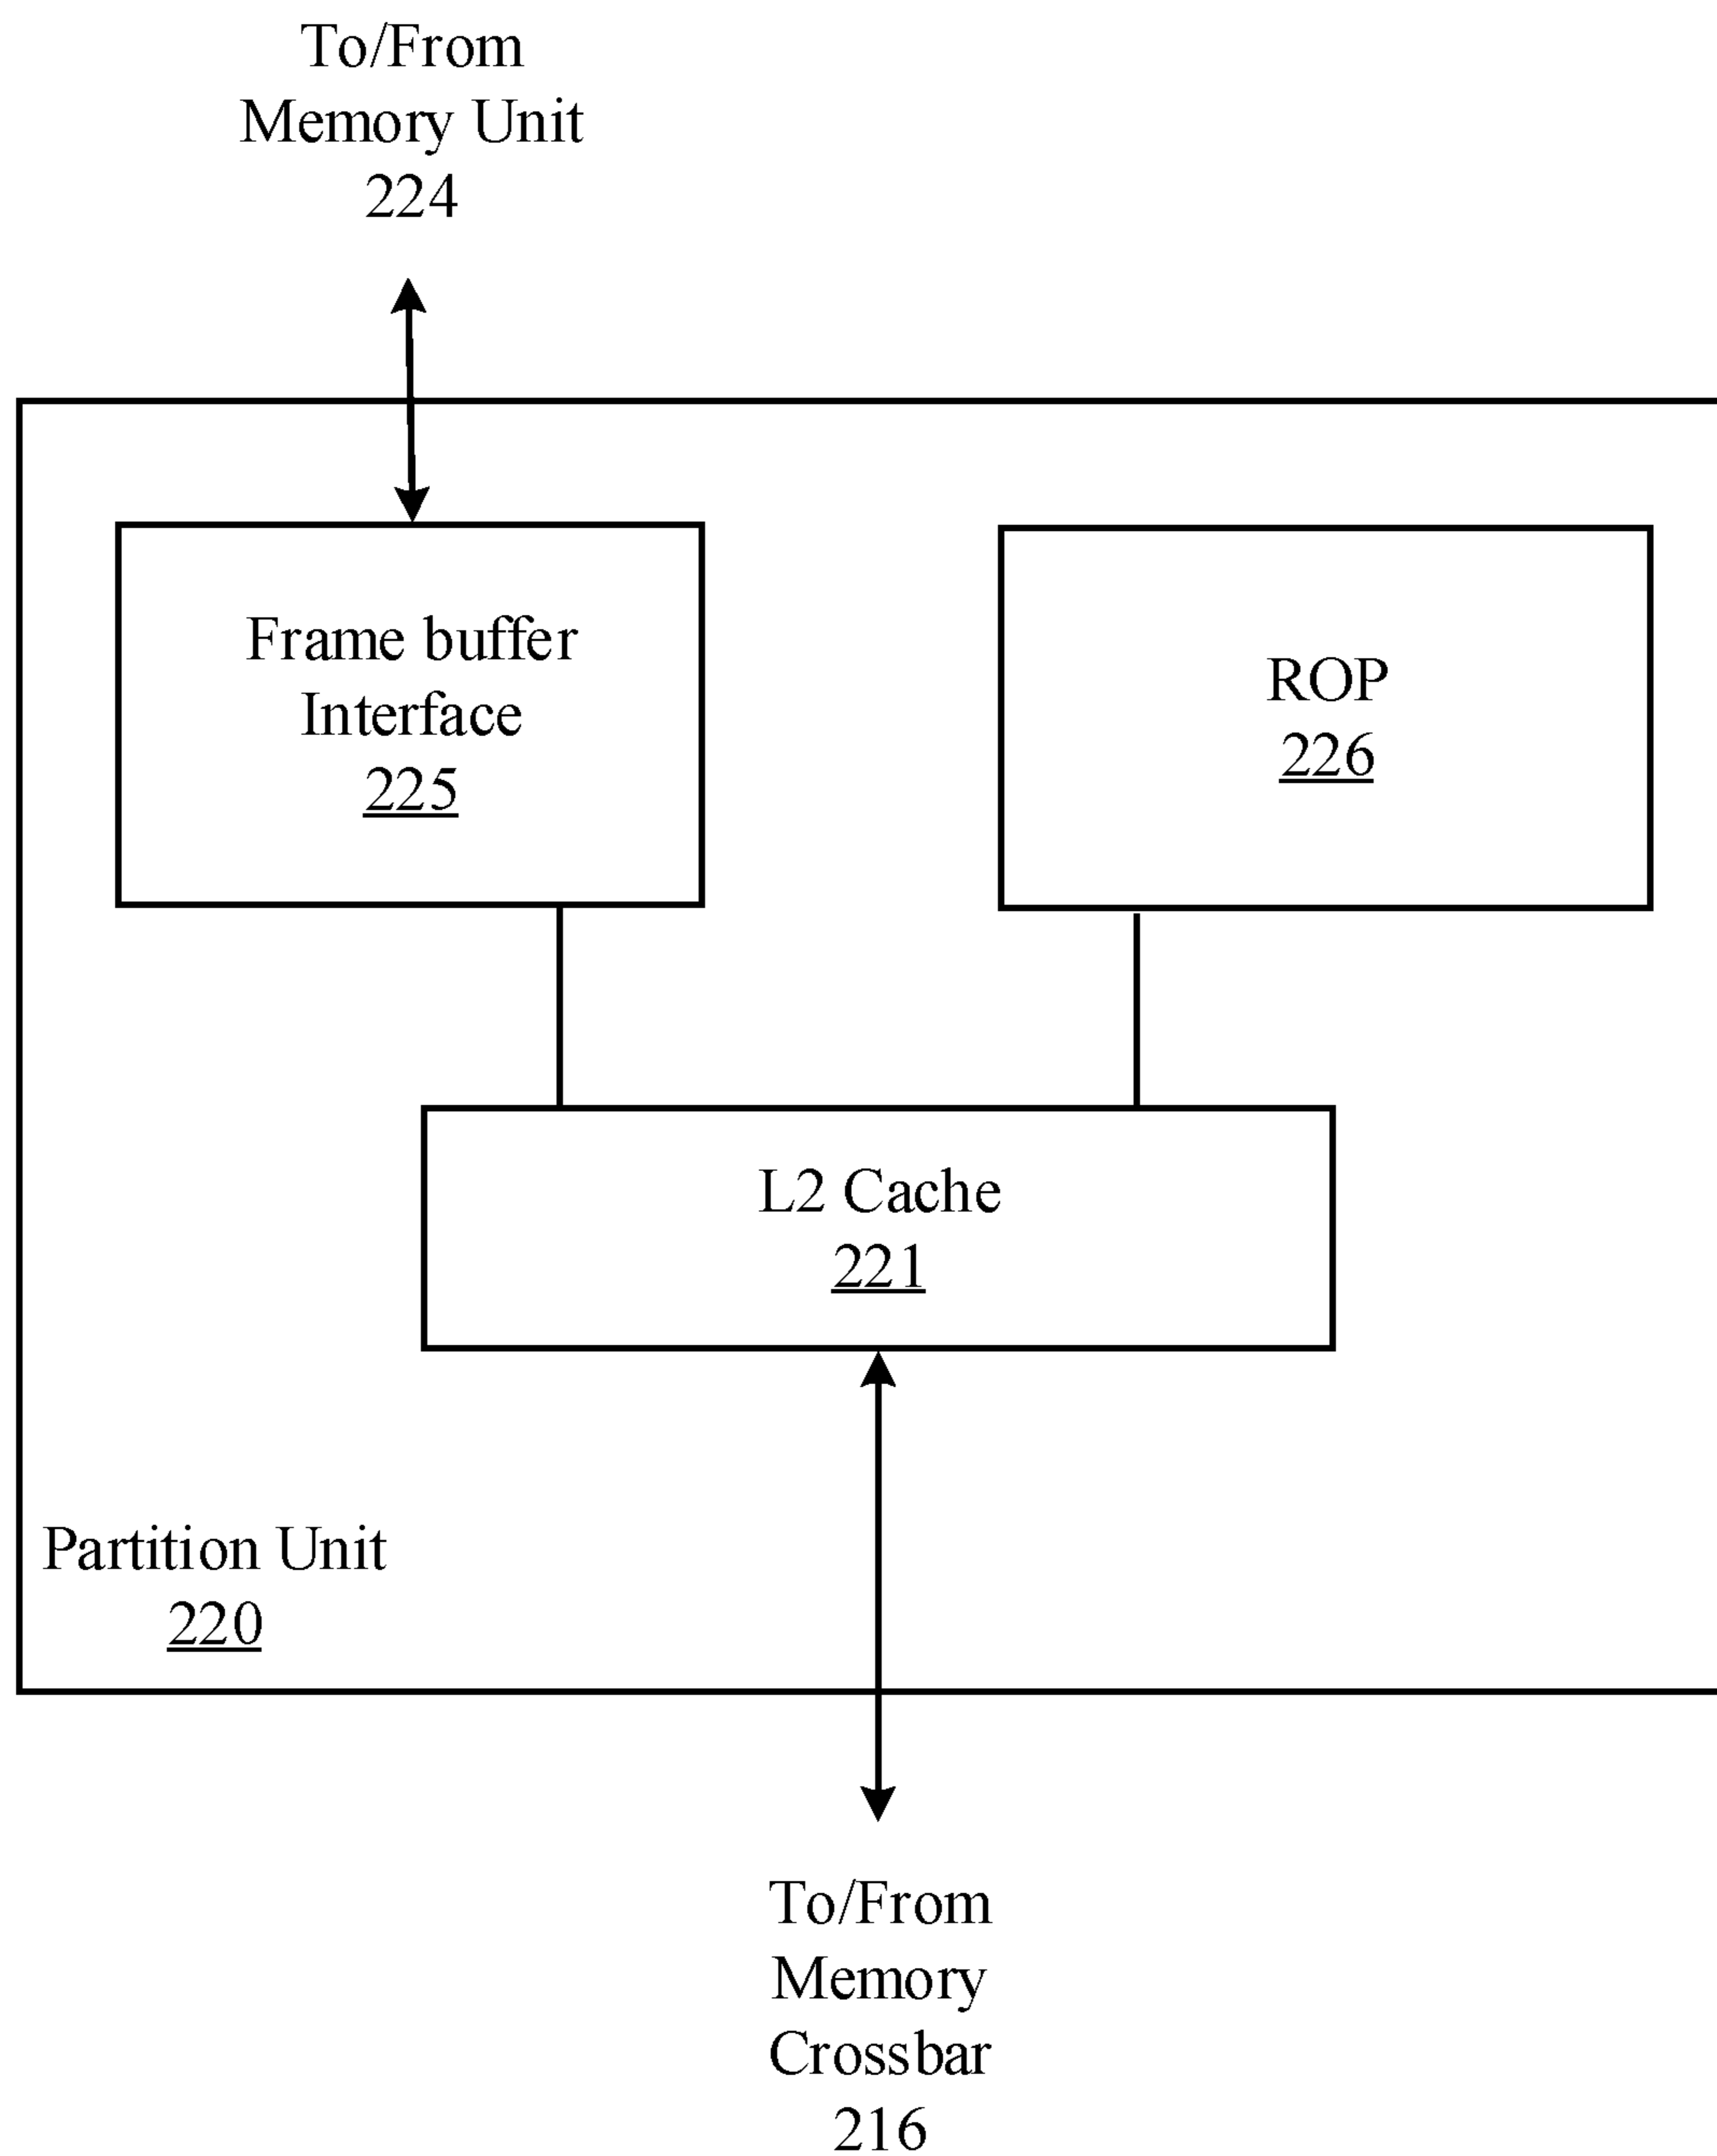 To/From
Memory Unit
224
Frame buffer
Interface
225
ROP
226
L2 Cache
221
Partition Unit
220
To/From
Memory
Crossbar
216